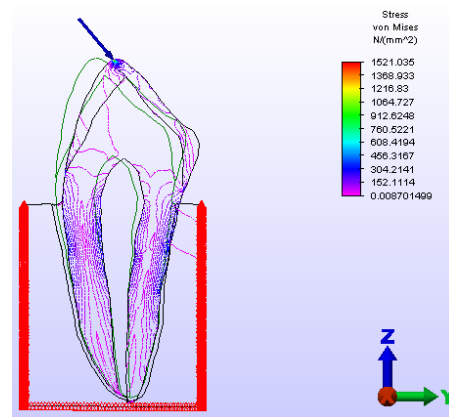 Stress
von Mises
N/(mm^2)
1521.035
1368.933
1216.83
1064.727
912.6248
760.5221
608.4194
456.3167
304.2141
152.1114
0.008701499
Z
Y